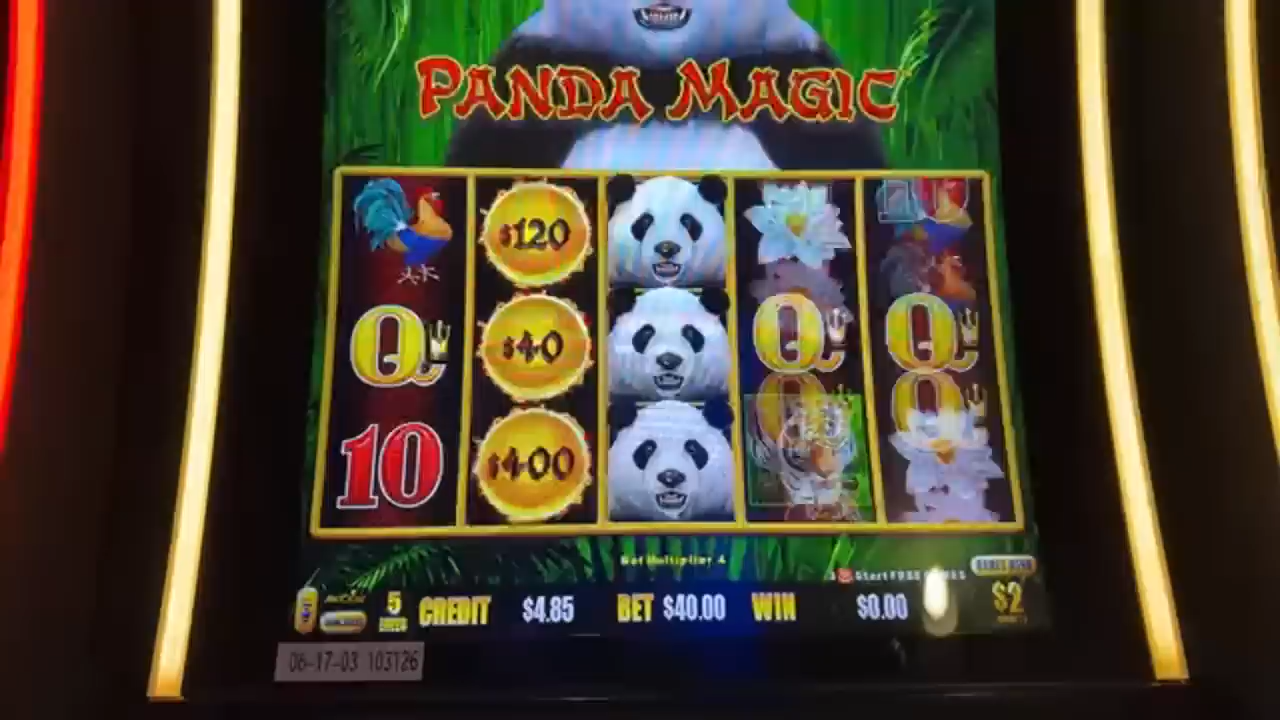 PANDA MAGIC
$120
$40
$400
Q
Q
Q
10
Bet Multiplier 4
5 CREDIT $4.85 BET $40.00 WIN $0.00 $2
06-17-03 103126